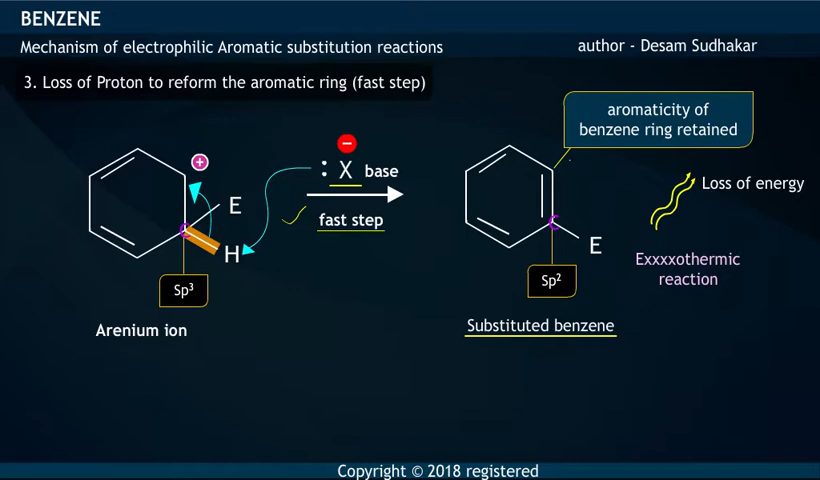 BENZENE
Mechanism of electrophilic Aromatic substitution reactions
author - Desam Sudhakar
3. Loss of Proton to reform the aromatic ring (fast step)
aromaticity of
benzene ring retained
+
E
H
Sp³
Arenium ion
−
: X base
fast step
E
Sp²
Substituted benzene
Loss of energy
Exxxxothermic
reaction
Copyright © 2018 registered